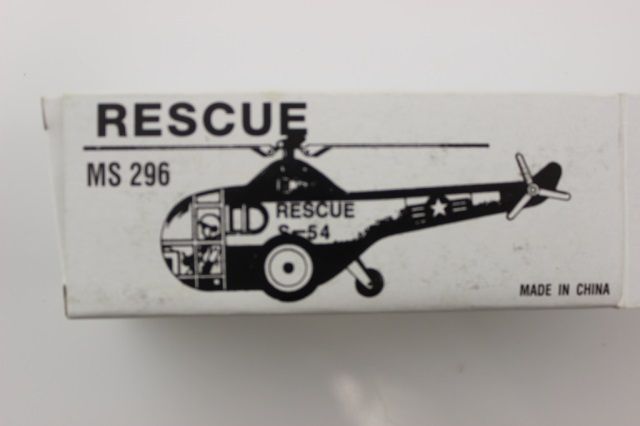 RESCUE
MS 296
RESCUE
S-54
MADE IN CHINA